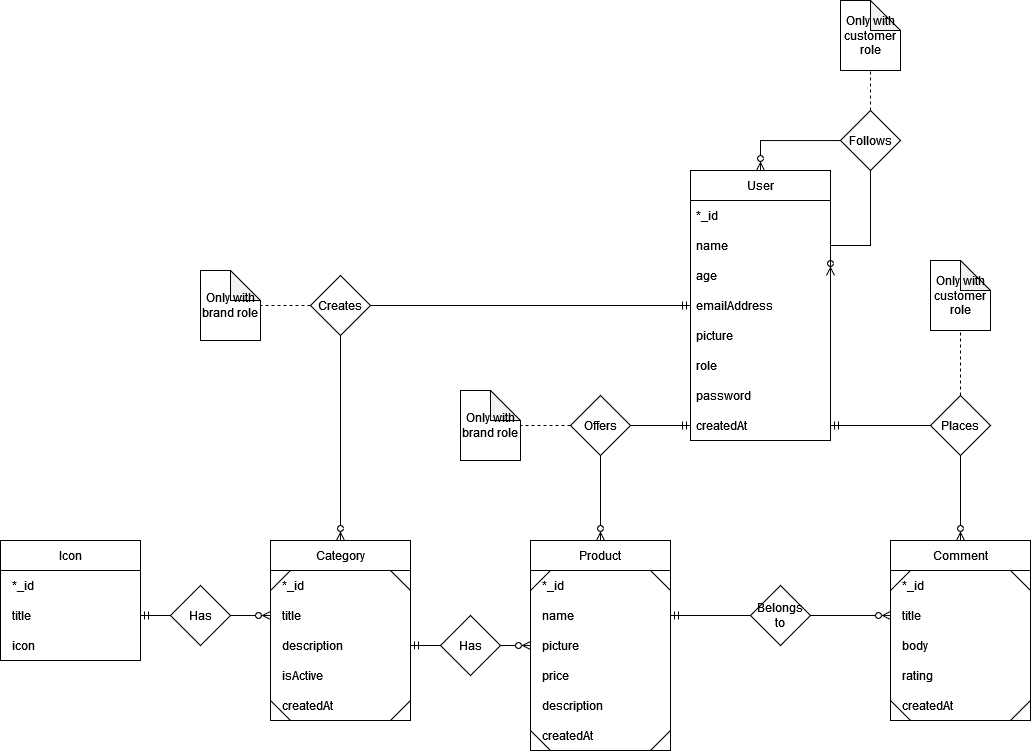 Only with
customer
role
Follows
User
*_id
name
age
emailAddress
picture
role
password
createdAt
Only with
brand role
Creates
Only with
customer
role
Only with
brand role
Offers
Places
Icon
*_id
title
icon
Has
Category
*_id
title
description
isActive
createdAt
Has
Product
*_id
name
picture
price
description
createdAt
Belongs
to
Comment
*_id
title
body
rating
createdAt